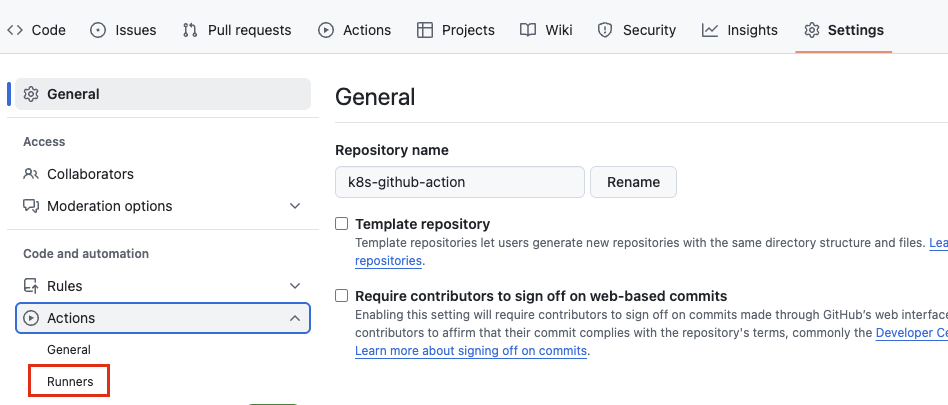 Code
Issues
Pull requests
Actions
Projects
Wiki
Security
Insights
Settings
General
Access
Collaborators
Moderation options
Code and automation
Rules
Actions
General
Runners
General
Repository name
k8s-github-action
Rename
Template repository
Template repositories let users generate new repositories with the same directory structure and files. Lea
repositories.
Require contributors to sign off on web-based commits
Enabling this setting will require contributors to sign off on commits made through GitHub's web interface
contributors to affirm that their commit complies with the repository's terms, commonly the Developer Ce
Learn more about signing off on commits.